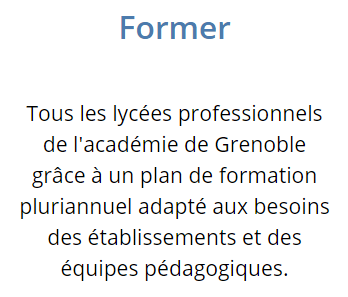 Former
Tous les lycées professionnels
de l'académie de Grenoble
grâce à un plan de formation
pluriannuel adapté aux besoins
des établissements et des
équipes pédagogiques.